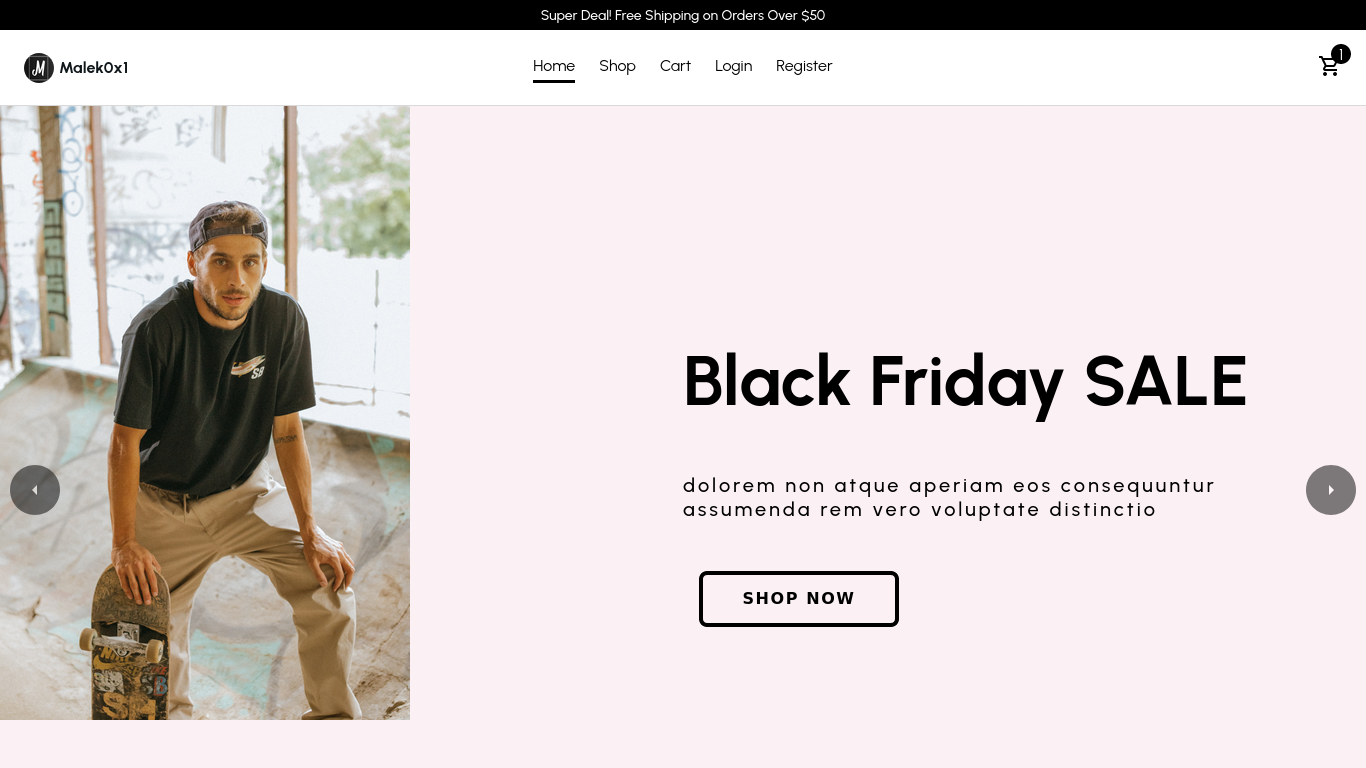 Super Deal! Free Shipping on Orders Over $50
M Malek0x1
Home Shop Cart Login Register
1
SB
Black Friday SALE
dolorem non atque aperiam eos consequuntur
assumenda rem vero voluptate distinctio
SHOP NOW